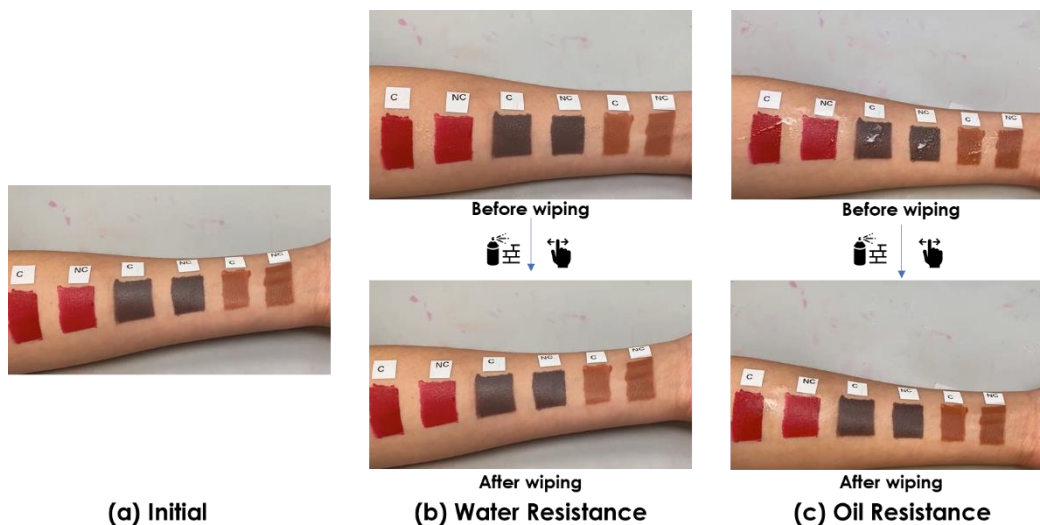 C NC C NC C NC
C NC C NC C NC
Before wiping
C NC C NC C NC
After wiping
C NC C NC C NC
Before wiping
C NC C NC C NC
After wiping
(a) Initial
(b) Water Resistance
(c) Oil Resistance